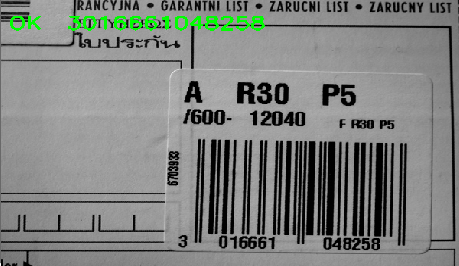 RANCYJNA • GARANTNI LIST • ZARUCNI LIST • ZARUCNY LIST
OK 3016661048258
ใบประกัน
A R30 P5
/600- 12040 F R30 P5
6703933
3 016661 048258